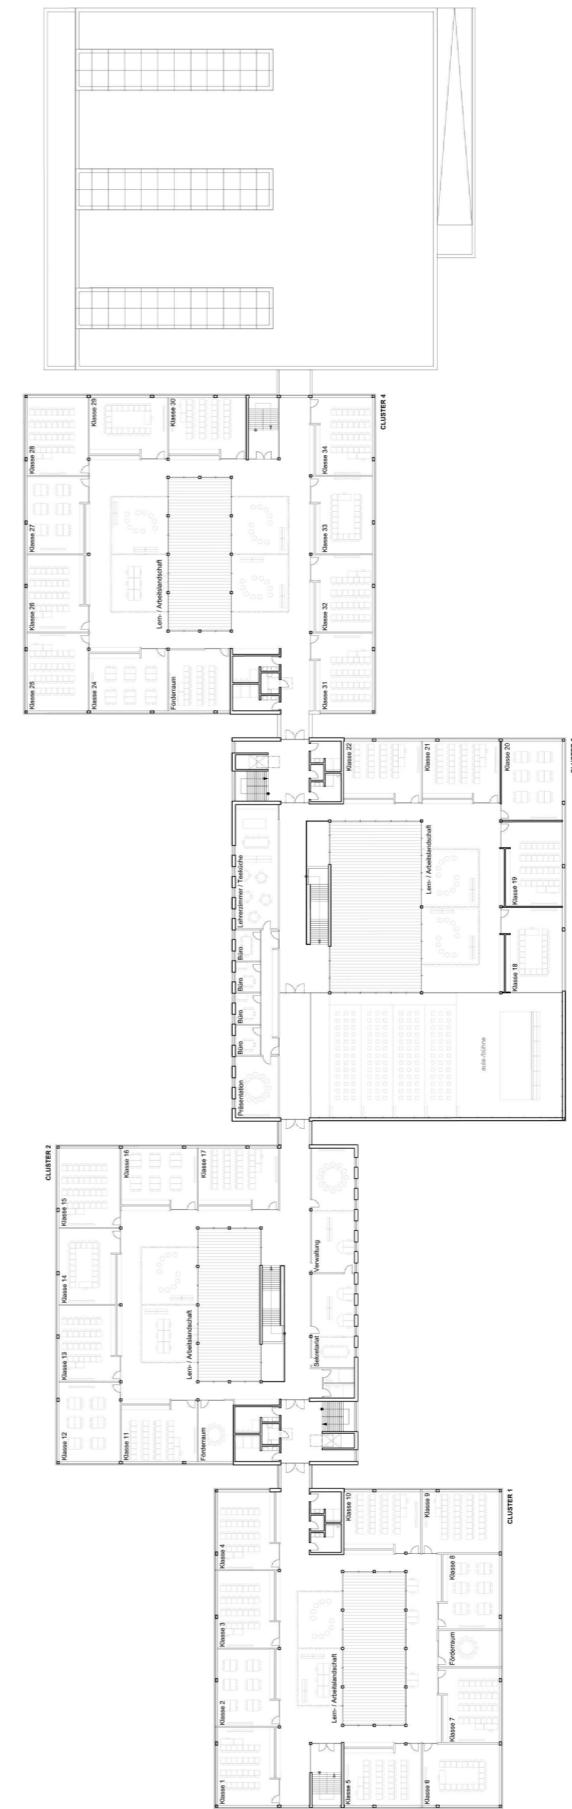 Klasse 28
Klasse 29
Klasse 30
CLUSTER 4
Klasse 27
Klasse 34
Klasse 33
Lern- / Arbeitslandschaft
Klasse 26
Klasse 32
Klasse 25
Klasse 24
Förderraum
Klasse 31
Klasse 22
Klasse 21
Klasse 20
Lehrerzimmer / Teeküche
Lern- / Arbeitslandschaft
Klasse 19
Büro
Büro
Klasse 18
Büro
Büro
Präsentation
aula-/bühne
CLUSTER 2
Klasse 15
Klasse 16
Klasse 17
Klasse 14
Verwaltung
Lern- / Arbeitslandschaft
Klasse 13
Sekretariat
Klasse 12
Klasse 11
Förderraum
Klasse 4
Klasse 10
Klasse 9
CLUSTER 1
Klasse 3
Klasse 8
Förderraum
Klasse 2
Lern- / Arbeitslandschaft
Klasse 7
Klasse 1
Klasse 5
Klasse 6